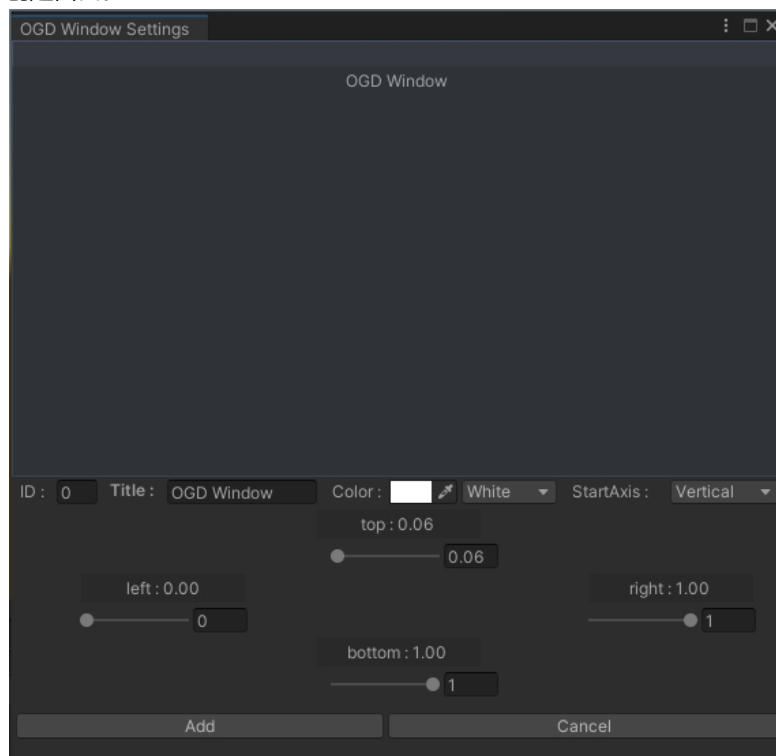 OGD Window Settings
OGD Window
ID : 0 Title : OGD Window Color : White StartAxis : Vertical
top : 0.06
0.06
left : 0.00 right : 1.00
0 1
bottom : 1.00
1
Add Cancel